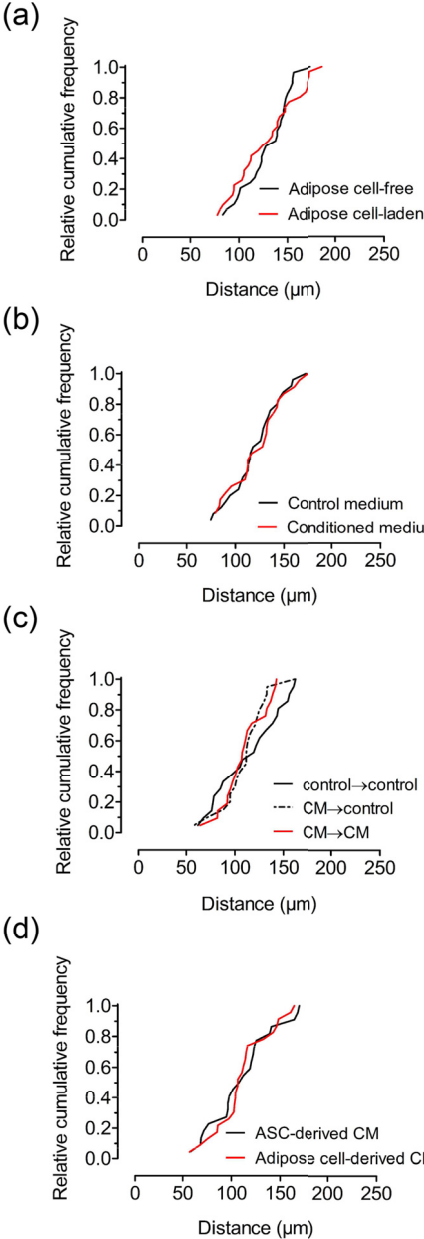 (a)
Relative cumulative frequency
1.0
0.8
0.6
0.4
0.2
0.0
Adipose cell-free
Adipose cell-laden
0 50 100 150 200 250
Distance (µm)
(b)
Relative cumulative frequency
1.0
0.8
0.6
0.4
0.2
0.0
Control medium
Conditioned mediu
0 50 100 150 200 250
Distance (µm)
(c)
Relative cumulative frequency
1.0
0.8
0.6
0.4
0.2
0.0
control→control
CM→control
CM→CM
0 50 100 150 200 250
Distance (µm)
(d)
Relative cumulative frequency
1.0
0.8
0.6
0.4
0.2
0.0
ASC-derived CM
Adipose cell-derived C
0 50 100 150 200 250
Distance (µm)